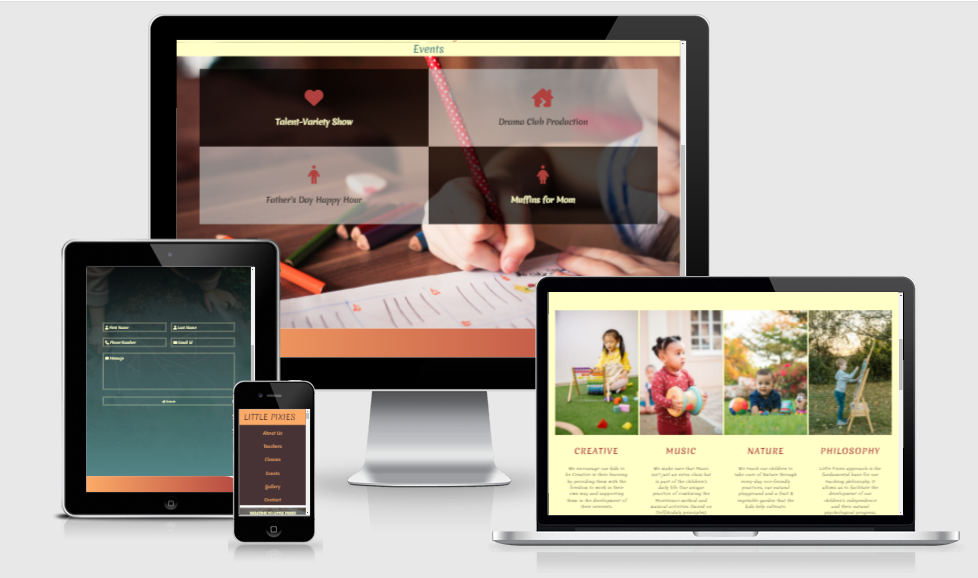 Events
Talent-Variety Show
Drama Club Production
Father's Day Happy Hour
Muffins for Mom
First Name
Last Name
Phone Number
Email Id
Message
LITTLE PIXIES
About Us
Teachers
Classes
Events
Gallery
Contact
WELCOME TO LITTLE PIXIES
CREATIVE
We encourage our kids to
be Creative in their learning
by providing them with the
freedom to work in their
own way and supporting
them in the development of
their interests.
MUSIC
We make sure that Music
isn't just an extra class but
is part of the children's
daily life. Our unique
practice of combining the
Montessori method and
musical activities (based on
NATURE
We teach our children to
take care of Nature through
every-day eco-friendly
practices, our natural
playground and a fruit &
vegetable garden that the
kids help cultivate.
PHILOSOPHY
Little Pixies approach is the
fundamental base for our
teaching philosophy, it
allows us to facilitate the
development of our
children's independence
and their natural
psychological progress,